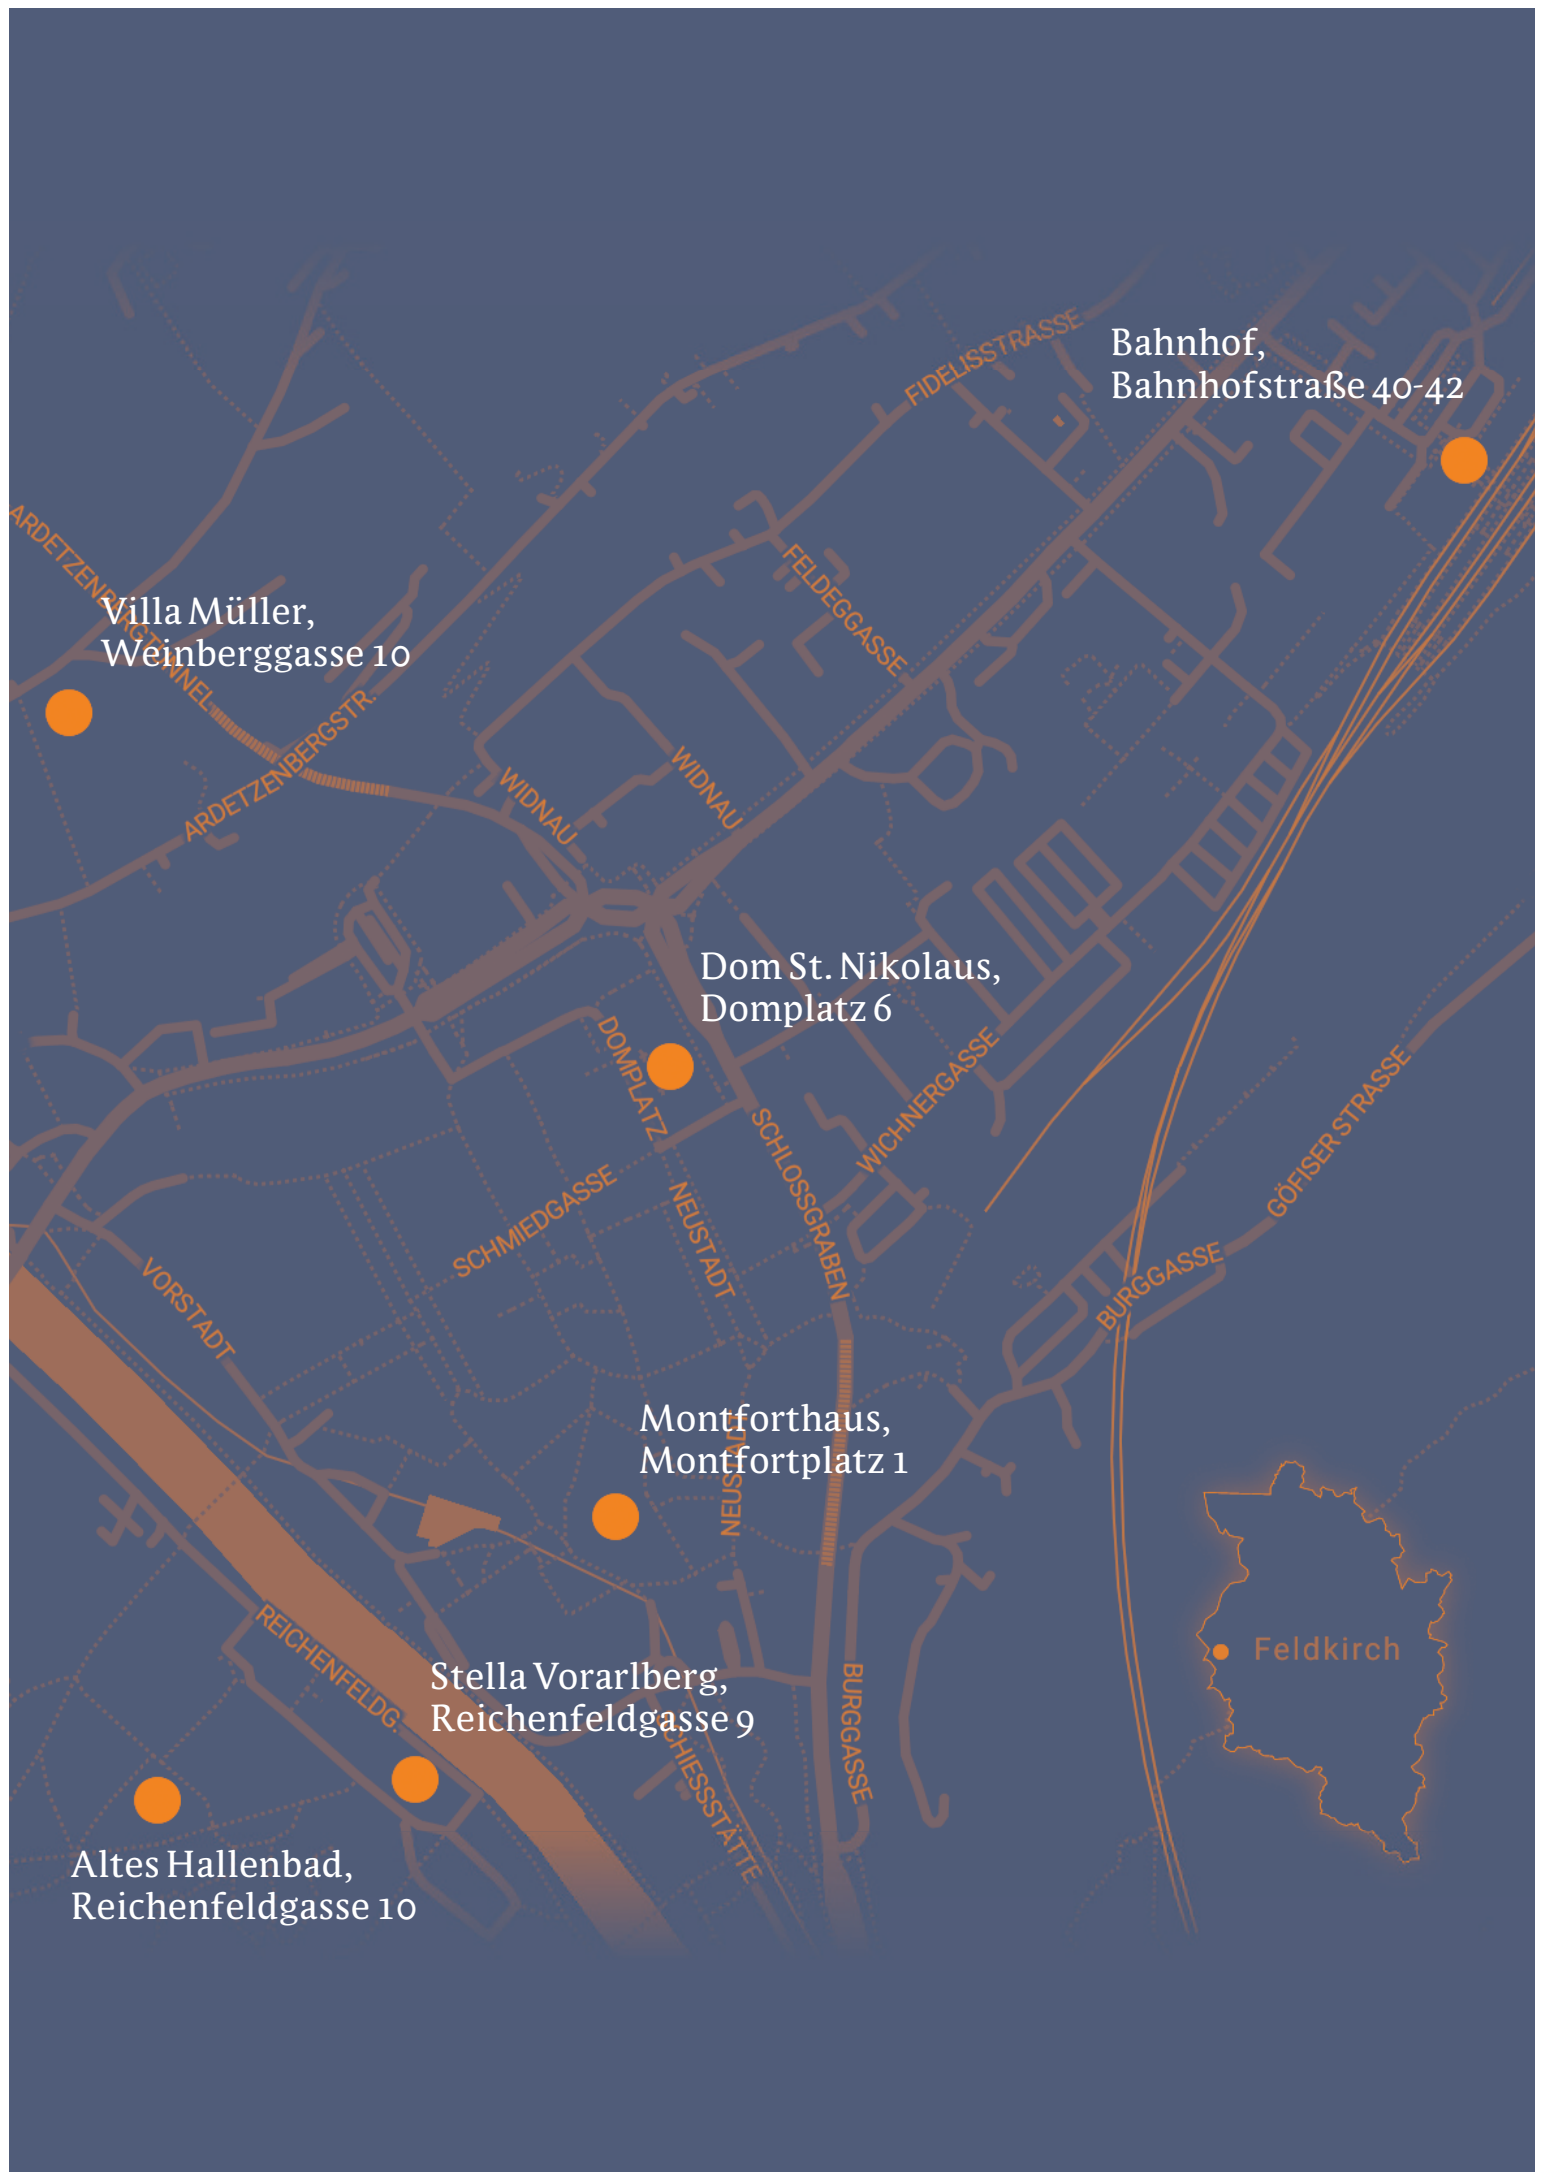 FIDELISSTRASSE
Bahnhof,
Bahnhofstraße 40-42
ARDETZENBERGTUNNEL
FELDEGGASSE
Villa Müller,
Weinberggasse 10
ARDETZENBERGSTR.
WIDNAU
WIDNAU
Dom St. Nikolaus,
Domplatz 6
DOMPLATZ
WICHNERGASSE
GÖFISER STRASSE
SCHLOSSGRABEN
SCHMIEDGASSE
NEUSTADT
BURGGASSE
VORSTADT
Montforthaus,
Montfortplatz 1
NEUSTADT
REICHENFELDG.
Feldkirch
Stella Vorarlberg,
Reichenfeldgasse 9
BURGGASSE
SCHIESSSTÄTTE
Altes Hallenbad,
Reichenfeldgasse 10